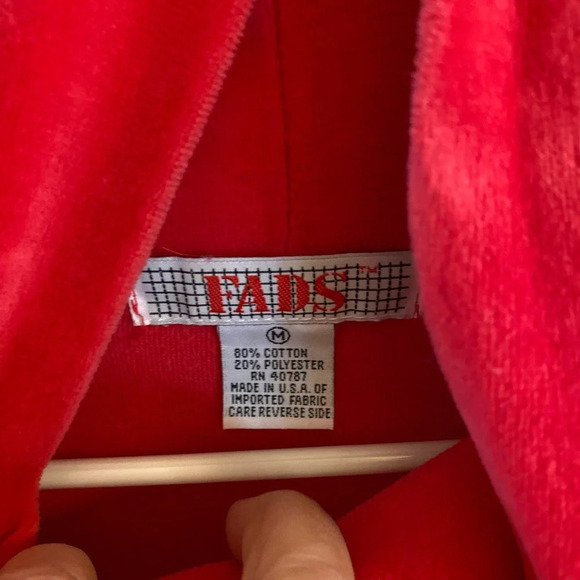 FADS™
M
80% COTTON
20% POLYESTER
RN 40787
MADE IN U.S.A. OF
IMPORTED FABRIC
CARE REVERSE SIDE